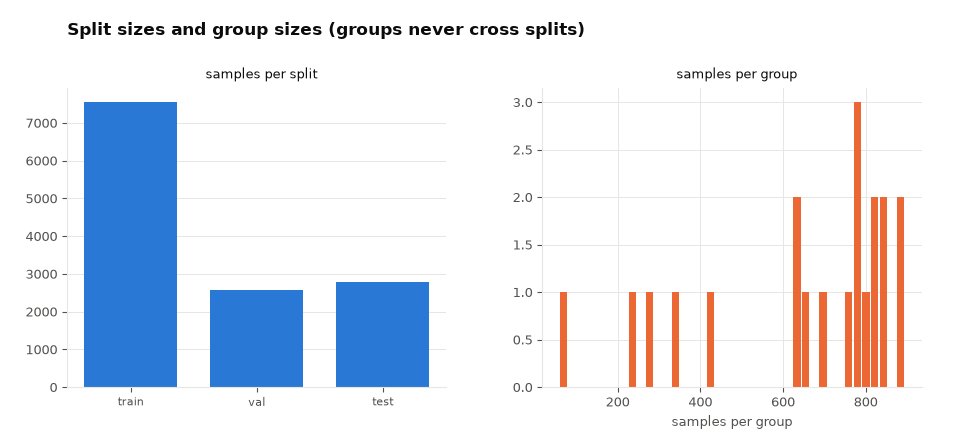 Split sizes and group sizes (groups never cross splits)
samples per split
7000
6000
5000
4000
3000
2000
1000
0
train val test
samples per group
3.0
2.5
2.0
1.5
1.0
0.5
0.0
200 400 600 800
samples per group